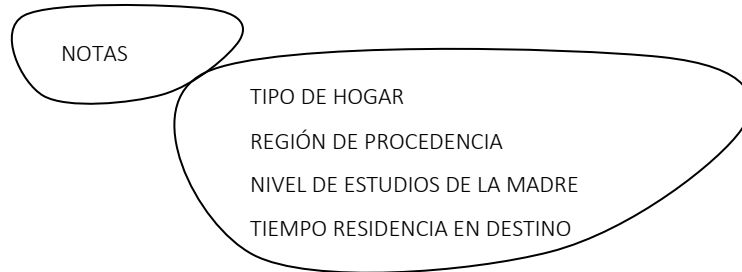 NOTAS
TIPO DE HOGAR
REGIÓN DE PROCEDENCIA
NIVEL DE ESTUDIOS DE LA MADRE
TIEMPO RESIDENCIA EN DESTINO